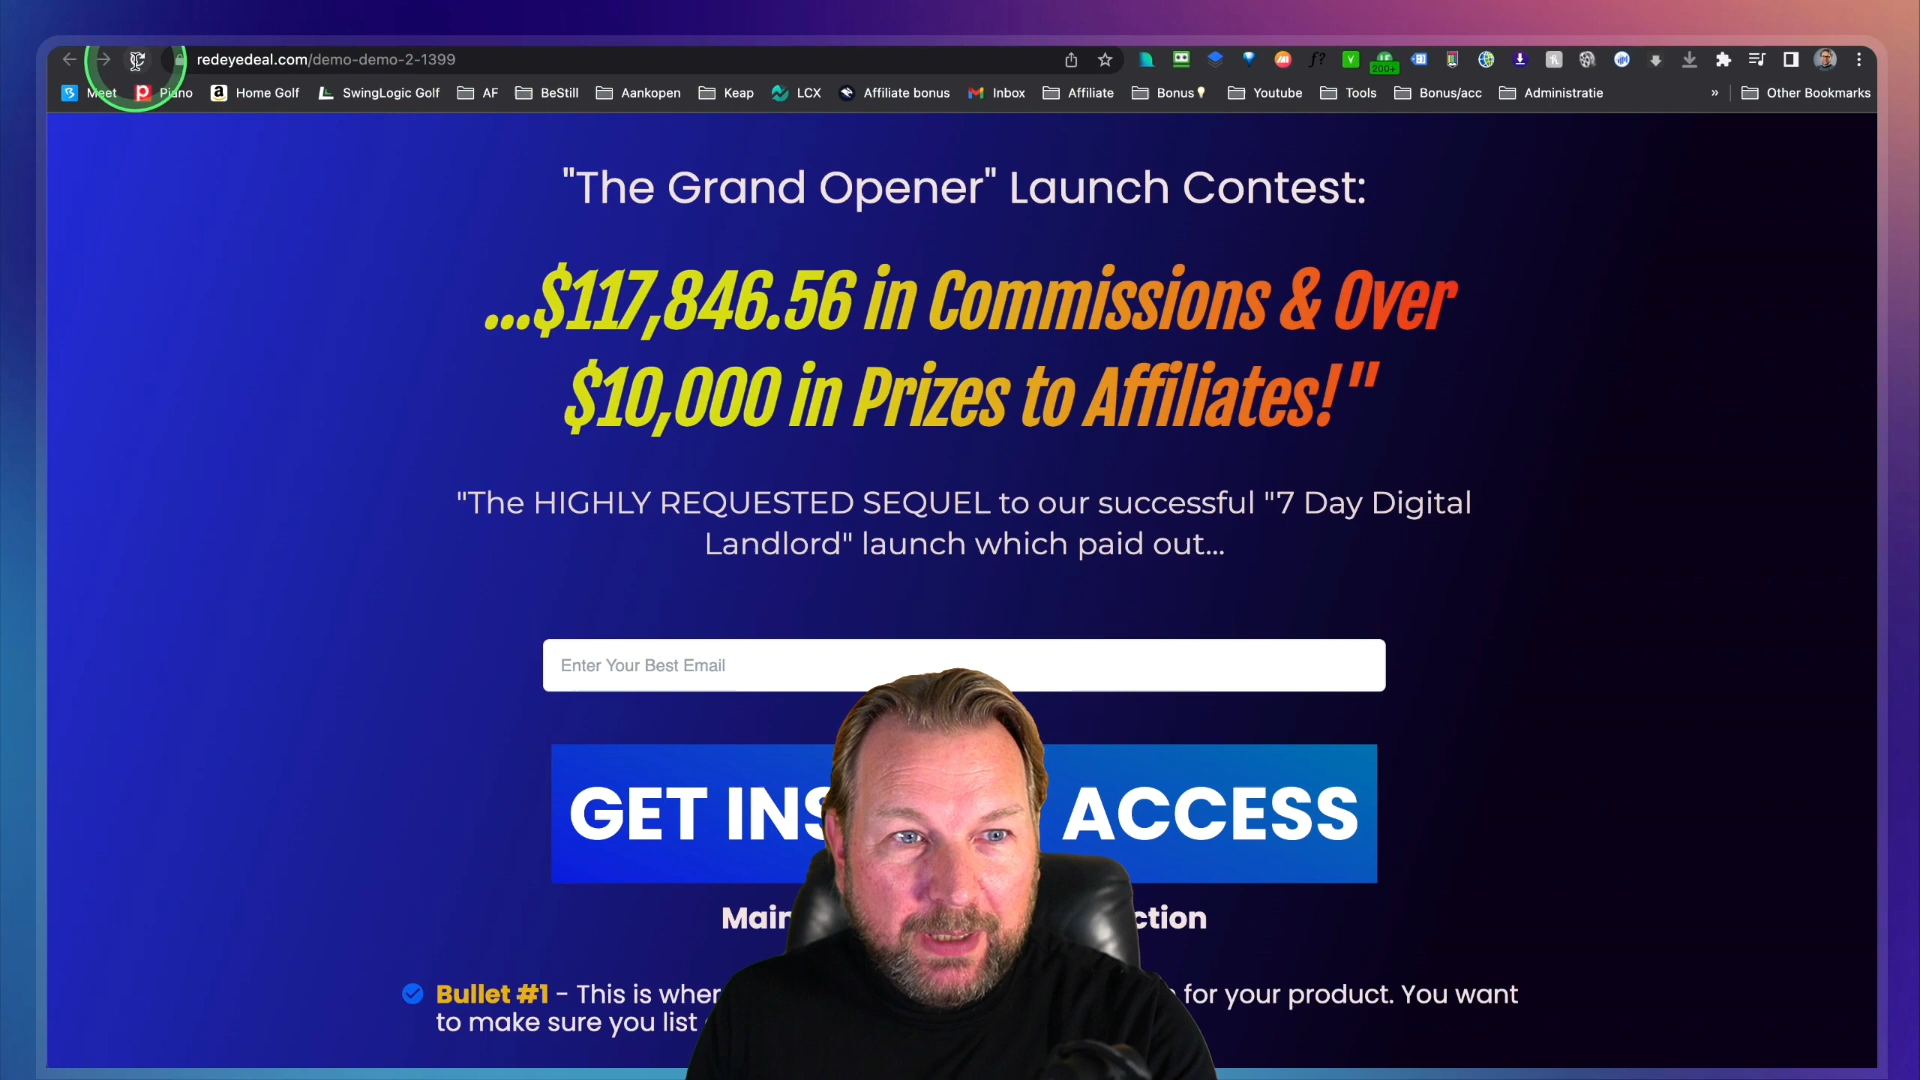 redeyedeal.com/demo-demo-2-1399
200+
Meet Piano Home Golf SwingLogic Golf AF BeStill Aankopen Keap LCX Affiliate bonus Inbox Affiliate Bonus Youtube Tools Bonus/acc Administratie » Other Bookmarks
"The Grand Opener" Launch Contest:
...$117,846.56 in Commissions & Over
$10,000 in Prizes to Affiliates!"
"The HIGHLY REQUESTED SEQUEL to our successful "7 Day Digital
Landlord" launch which paid out...
Enter Your Best Email
GET INS ACCESS
Main ction
Bullet #1 - This is wher for your product. You want
to make sure you list